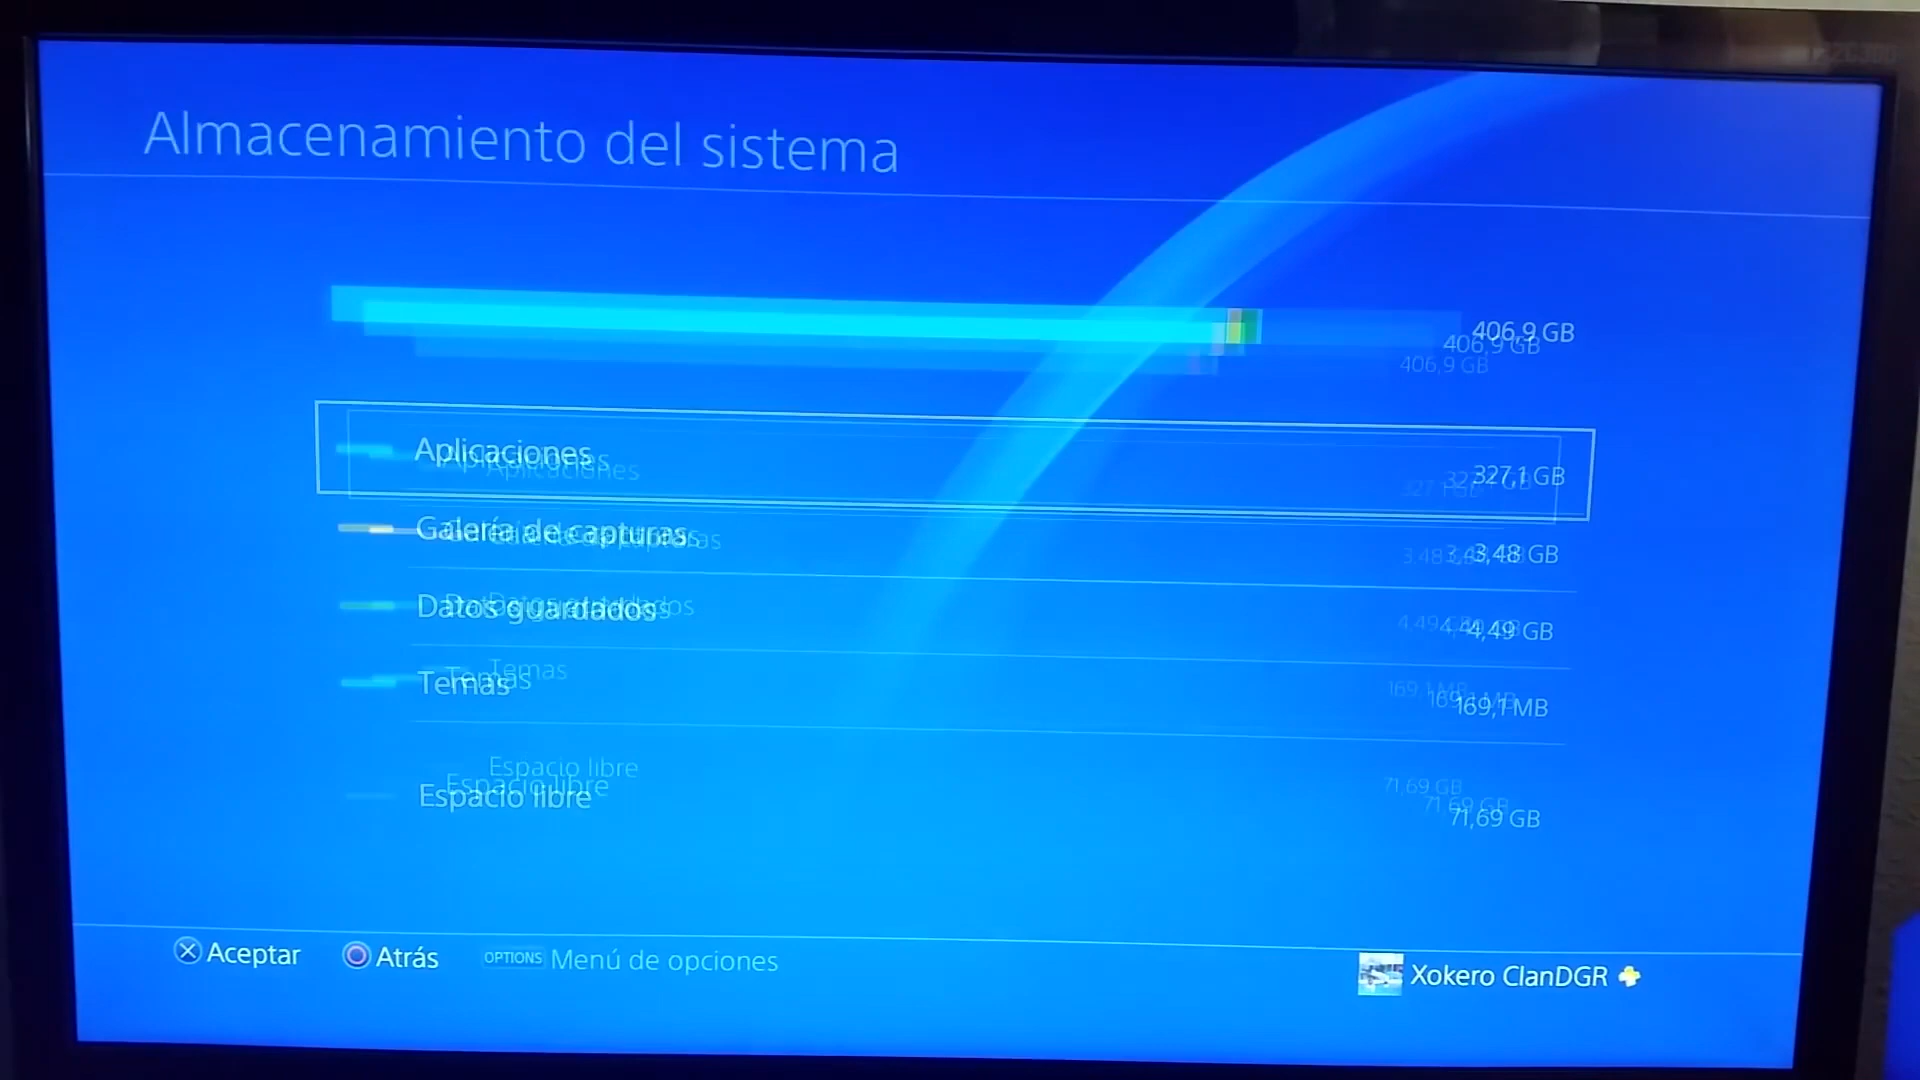 Almacenamiento del sistema
406,9 GB
Aplicaciones 327,1 GB
Galería de capturas 3,48 GB
Datos guardados 4,49 GB
Temas 169,1 MB
Espacio libre 71,69 GB
Aceptar Atrás OPTIONS Menú de opciones Xokero ClanDGR